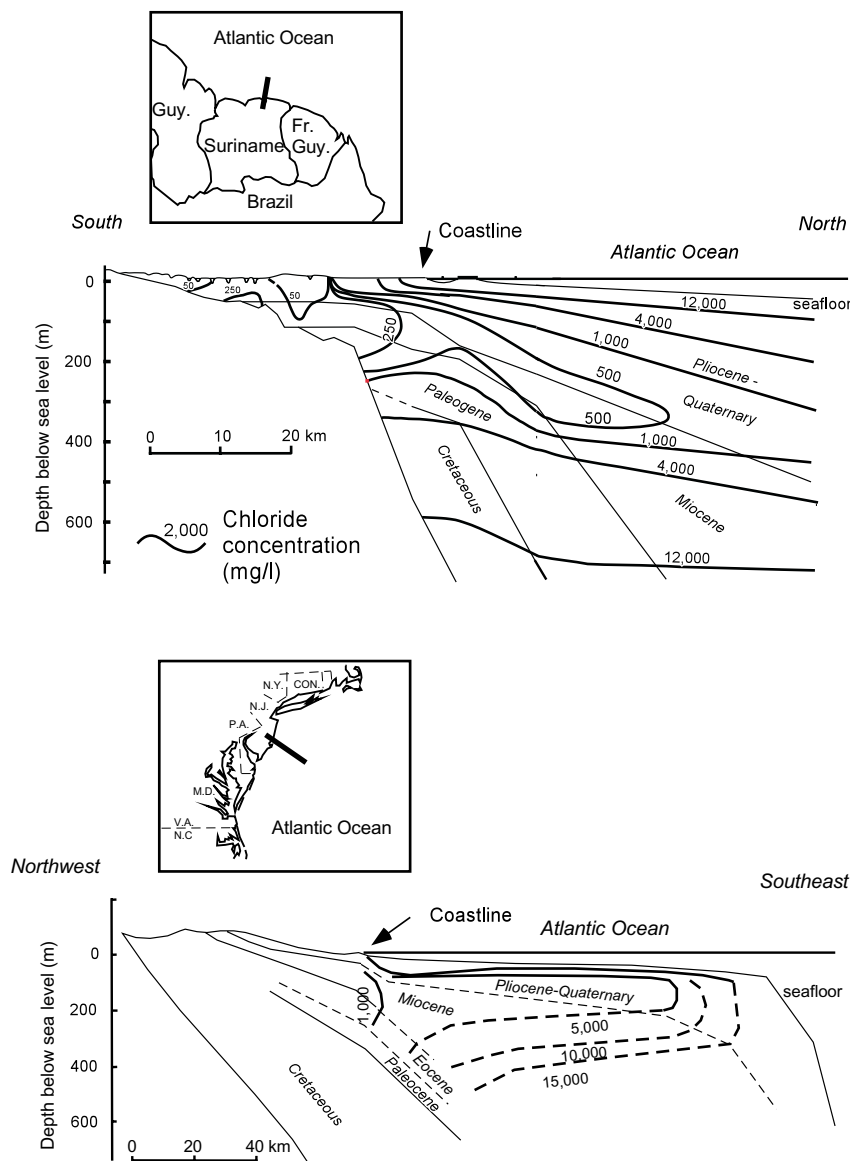 Atlantic Ocean
Guy.
Suriname
Fr.
Guy.
Brazil
South
Coastline
North
Atlantic Ocean
Depth below sea level (m)
0
200
400
600
50
250
50
250
12,000
seafloor
4,000
1,000
Pliocene -
Quaternary
500
500
1,000
4,000
Paleogene
Cretaceous
Miocene
12,000
0 10 20 km
2,000
Chloride
concentration
(mg/l)
N.Y.
CON.
N.J.
P.A.
M.D.
V.A.
N.C
Atlantic Ocean
Northwest
Southeast
Coastline
Atlantic Ocean
Depth below sea level (m)
0
200
400
600
seafloor
Pliocene-Quaternary
Miocene
1,000
5,000
10,000
15,000
Eocene
Paleocene
Cretaceous
0 20 40 km